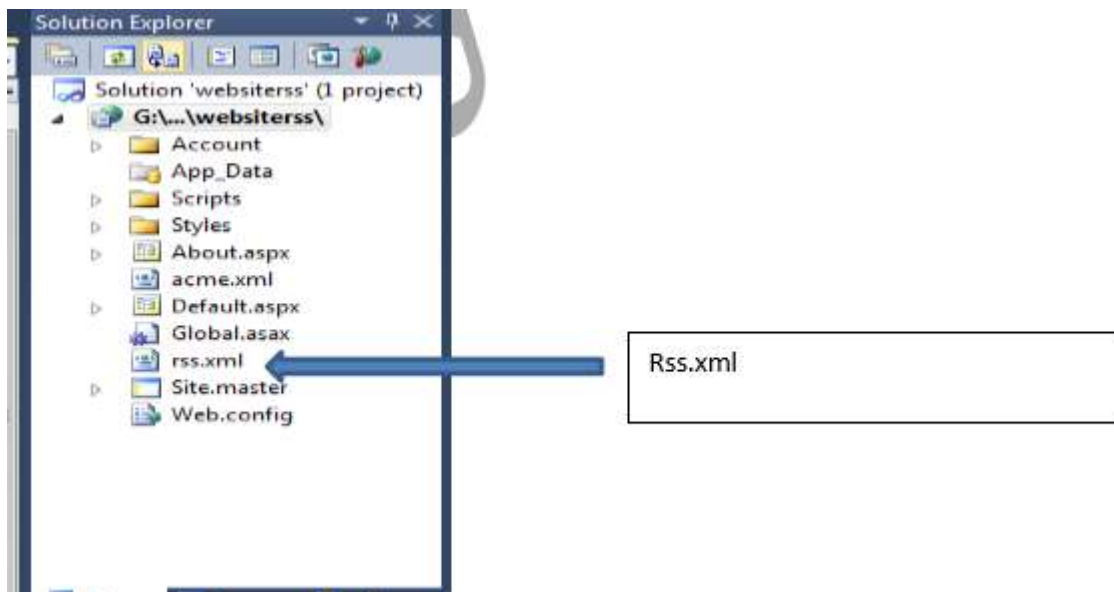 Solution Explorer
Solution 'websiterss' (1 project)
G:\...\websiterss\
Account
App_Data
Scripts
Styles
About.aspx
acme.xml
Default.aspx
Global.asax
rss.xml
Rss.xml
Site.master
Web.config